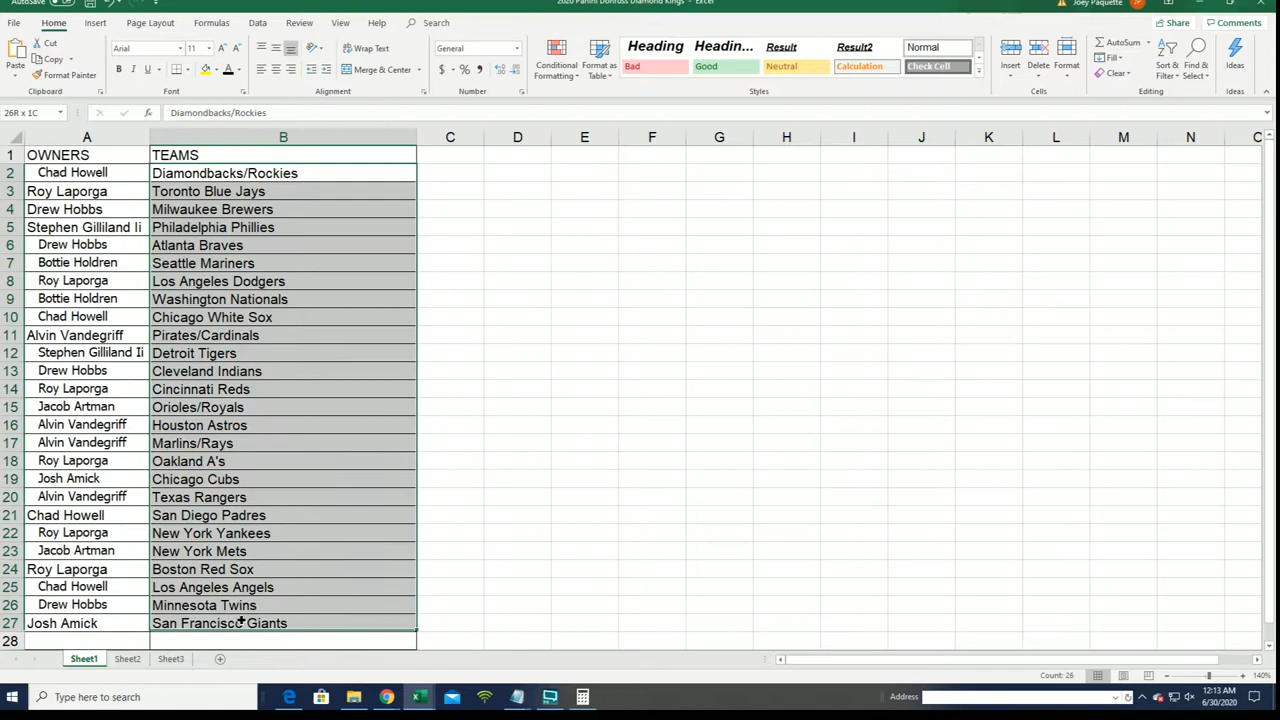 AutoSave
2020 Panini Donruss Diamond Kings - Excel
Joey Paquette
File Home Insert Page Layout Formulas Data Review View Help Search Share Comments
Paste
Cut
Copy
Format Painter
Clipboard
Arial 11
B I U
Font
Wrap Text
Merge & Center
Alignment
General
$ % 9
Number
Conditional Formatting
Format as Table
Heading Headin... Result Result2 Normal
Bad Good Neutral Calculation Check Cell
Styles
Insert Delete Format
Cells
AutoSum
Fill
Clear
Sort & Filter
Find & Select
Editing
Ideas
Ideas
26R x 1C fx Diamondbacks/Rockies
A B C D E F G H I J K L M N O
1 OWNERS TEAMS
2 Chad Howell Diamondbacks/Rockies
3 Roy Laporga Toronto Blue Jays
4 Drew Hobbs Milwaukee Brewers
5 Stephen Gilliland Ii Philadelphia Phillies
6 Drew Hobbs Atlanta Braves
7 Bottie Holdren Seattle Mariners
8 Roy Laporga Los Angeles Dodgers
9 Bottie Holdren Washington Nationals
10 Chad Howell Chicago White Sox
11 Alvin Vandegriff Pirates/Cardinals
12 Stephen Gilliland Ii Detroit Tigers
13 Drew Hobbs Cleveland Indians
14 Roy Laporga Cincinnati Reds
15 Jacob Artman Orioles/Royals
16 Alvin Vandegriff Houston Astros
17 Alvin Vandegriff Marlins/Rays
18 Roy Laporga Oakland A's
19 Josh Amick Chicago Cubs
20 Alvin Vandegriff Texas Rangers
21 Chad Howell San Diego Padres
22 Roy Laporga New York Yankees
23 Jacob Artman New York Mets
24 Roy Laporga Boston Red Sox
25 Chad Howell Los Angeles Angels
26 Drew Hobbs Minnesota Twins
27 Josh Amick San Francisco Giants
28
Sheet1 Sheet2 Sheet3
Count: 26 140%
Type here to search
Address
12:13 AM
6/30/2020